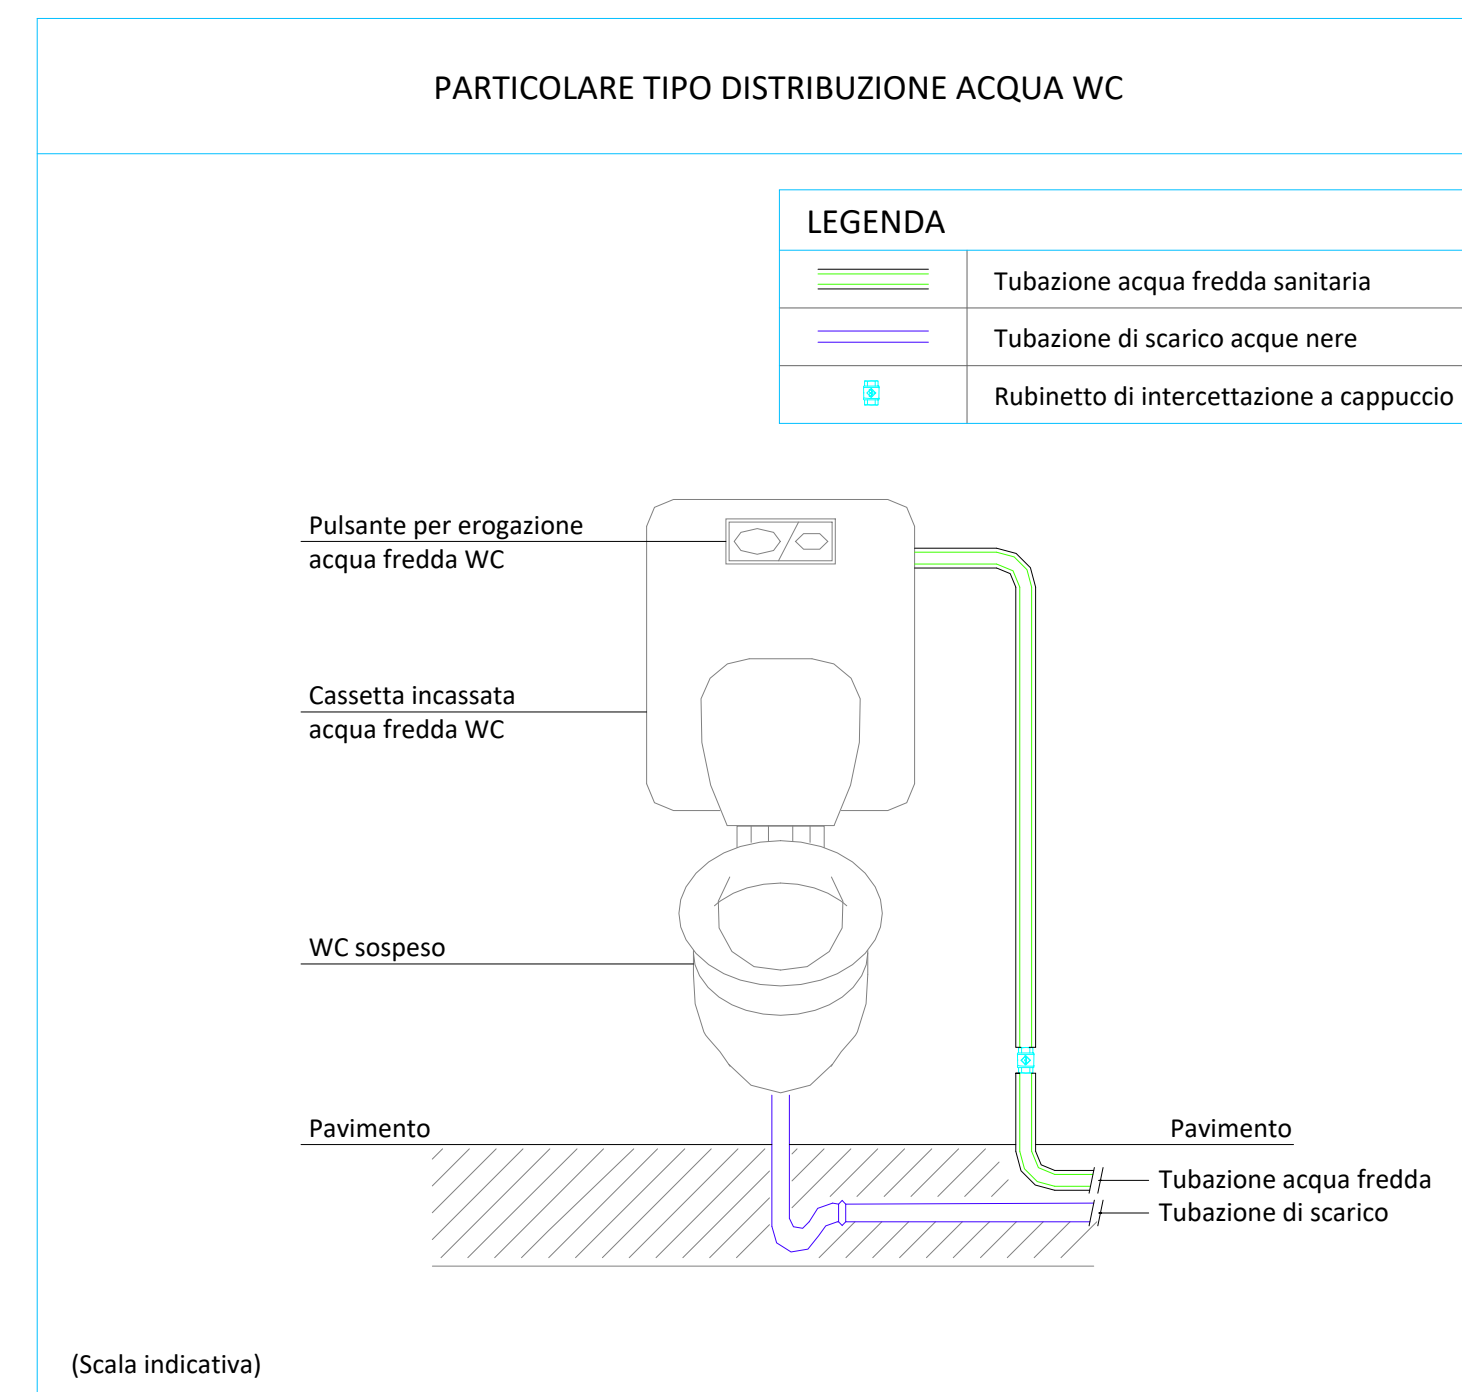 PARTICOLARE TIPO DISTRIBUZIONE ACQUA WC
LEGENDA
Tubazione acqua fredda sanitaria
Tubazione di scarico acque nere
Rubinetto di intercettazione a cappuccio
Pulsante per erogazione
acqua fredda WC
Cassetta incassata
acqua fredda WC
WC sospeso
Pavimento
Pavimento
Tubazione acqua fredda
Tubazione di scarico
(Scala indicativa)